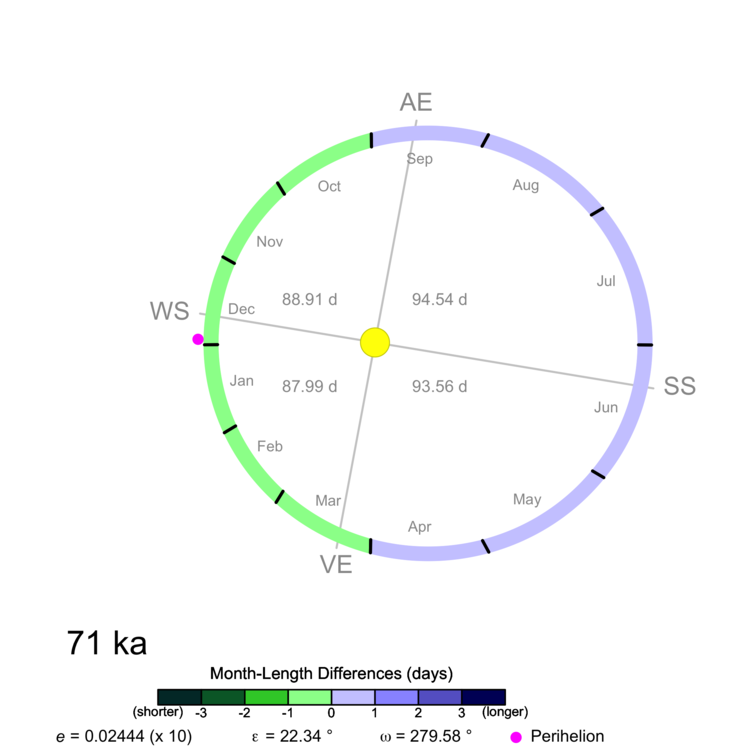 AE
Sep
Oct
Aug
Nov
Jul
88.91 d
94.54 d
WS
Dec
Jan
87.99 d
93.56 d
SS
Jun
Feb
Mar
May
Apr
VE
71 ka
Month-Length Differences (days)
(shorter) -3 -2 -1 0 1 2 3 (longer)
e = 0.02444 (x 10) ε = 22.34 ° ω = 279.58 ° Perihelion